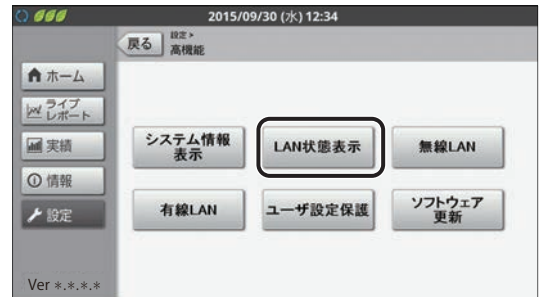 2015/09/30 (水) 12:34
戻る
設定 >
高機能
ホーム
ライブ
レポート
実績
情報
設定
システム情報
表示
LAN状態表示
無線LAN
有線LAN
ユーザ設定保護
ソフトウェア
更新
Ver *.*.*.*